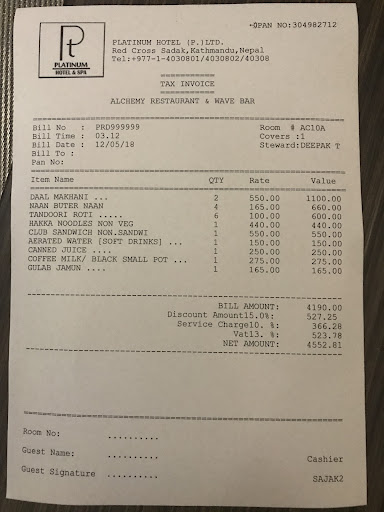 PAN NO:304982712
Pt
PLATINUM
HOTEL & SPA
PLATINUM HOTEL (P.)LTD.
Red Cross Sadak,Kathmandu,Nepal
Tel:+977-1-4030801/4030802/40308
TAX INVOICE
ALCHEMY RESTAURANT & WAVE BAR
Bill No : PRD999999 Room # AC10A
Bill Time : 03.12 Covers :1
Bill Date : 12/05/18 Steward:DEEPAK T
Bill To :
Pan No:
Item Name QTY Rate Value
DAAL MAKHANI ... 2 550.00 1100.00
NAAN BUTER NAAN 4 165.00 660.00
TANDOORI ROTI ..... 6 100.00 600.00
HAKKA NOODLES NON VEG 1 440.00 440.00
CLUB SANDWICH NON.SANDWI 1 550.00 550.00
AERATED WATER [SOFT DRINKS] ... 1 150.00 150.00
CANNED JUICE .... 1 250.00 250.00
COFFEE MILK/ BLACK SMALL POT ... 1 275.00 275.00
GULAB JAMUN .... 1 165.00 165.00
BILL AMOUNT: 4190.00
Discount Amount15.0%: 527.25
Service Charge10. %: 366.28
Vat13. %: 523.78
NET AMOUNT: 4552.81
Room No: ..........
Guest Name: .......... Cashier
Guest Signature .......... SAJAK2